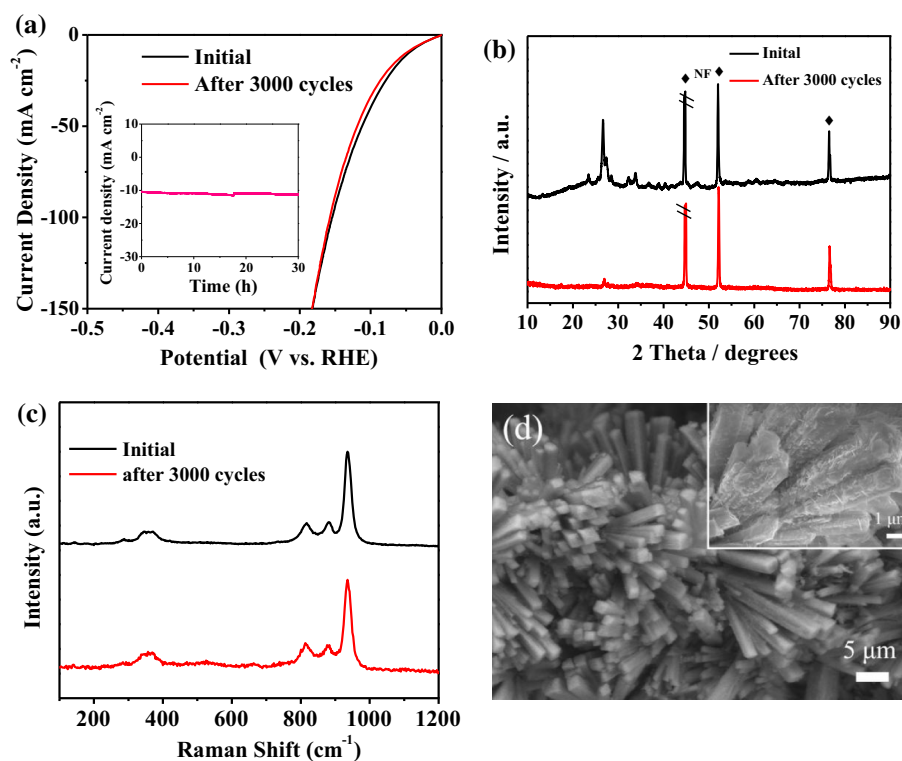 (a)
Initial
After 3000 cycles
Current Density (mA cm⁻²)
0
-50
-100
-150
-0.5 -0.4 -0.3 -0.2 -0.1 0.0
Potential (V vs. RHE)
Current density (mA cm⁻²)
10
0
-10
-20
-30
0 10 20 30
Time (h)
(b)
Inital
After 3000 cycles
♦ NF ♦
♦
Intensity / a.u.
10 20 30 40 50 60 70 80 90
2 Theta / degrees
(c)
Initial
after 3000 cycles
Intensity (a.u.)
200 400 600 800 1000 1200
Raman Shift (cm⁻¹)
(d)
1 μm
5 μm